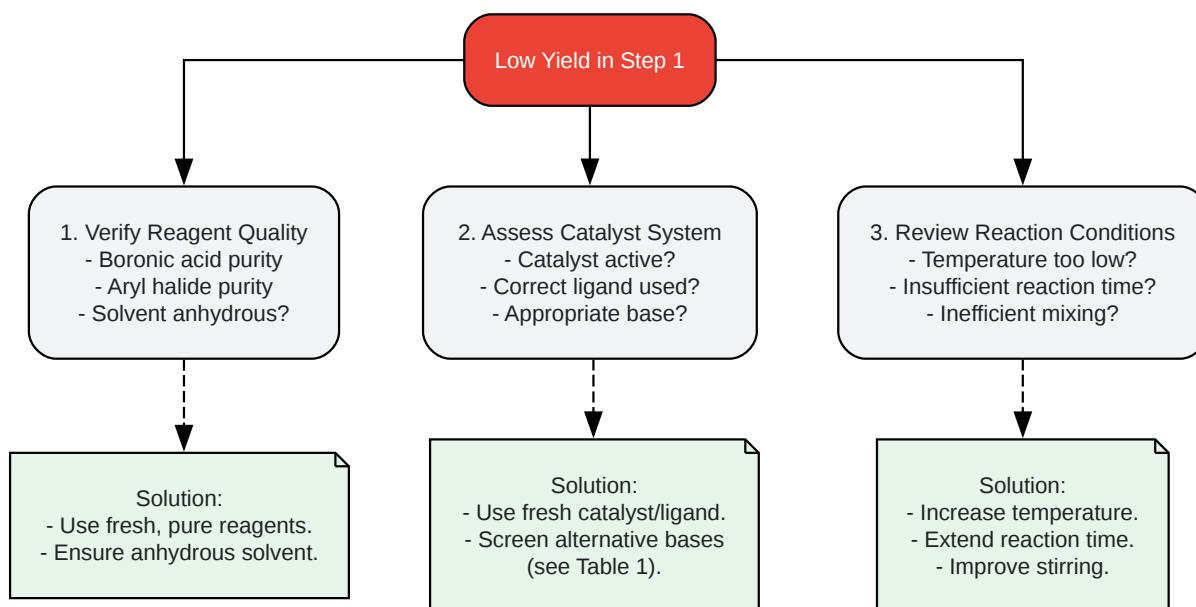 Low Yield in Step 1
1. Verify Reagent Quality
- Boronic acid purity
- Aryl halide purity
- Solvent anhydrous?
2. Assess Catalyst System
- Catalyst active?
- Correct ligand used?
- Appropriate base?
3. Review Reaction Conditions
- Temperature too low?
- Insufficient reaction time?
- Inefficient mixing?
Solution:
- Use fresh, pure reagents.
- Ensure anhydrous solvent.
Solution:
- Use fresh catalyst/ligand.
- Screen alternative bases
(see Table 1).
Solution:
- Increase temperature.
- Extend reaction time.
- Improve stirring.